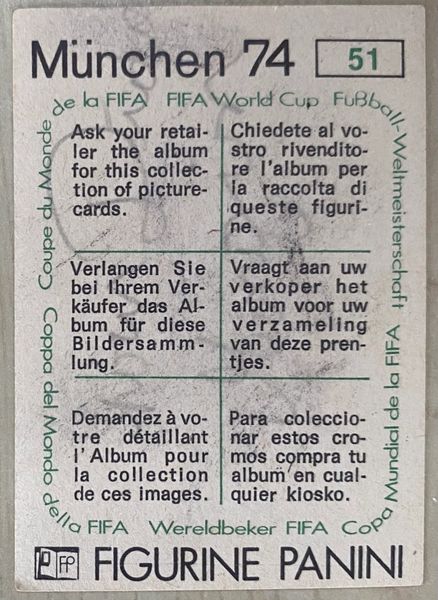 München 74 51
de la FIFA FIFA World Cup Fußball-Weltmeisterschaft
Ask your retai-
ler the album
for this collec-
tion of picture-
cards.
Chiedete al vo-
stro rivendito-
re l'album per
la raccolta di
queste figuri-
ne.
Verlangen Sie
bei Ihrem Ver-
käufer das Al-
bum für diese
Bildersamm-
lung.
Vraagt aan uw
verkoper het
album voor uw
verzameling
van deze pren-
tjes.
Demandez à vo-
tre détaillant
l'Album pour
la collection
de ces images.
Para coleccio-
nar estos cro-
mos compra tu
album en cual-
quier kiosko.
Coupe du Monde
Coppa del Mondo della FIFA Wereldbeker FIFA Copa Mundial de la FIFA
FP FIGURINE PANINI